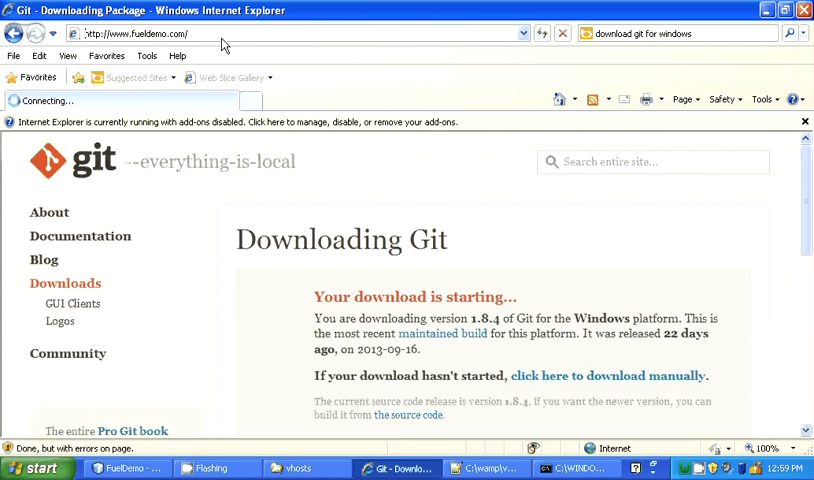 Git - Downloading Package - Windows Internet Explorer
http://www.fueldemo.com/
download git for windows
File Edit View Favorites Tools Help
Favorites Suggested Sites Web Slice Gallery
Connecting...
Page Safety Tools
Internet Explorer is currently running with add-ons disabled. Click here to manage, disable, or remove your add-ons.
git --everything-is-local
Search entire site...
About
Documentation
Blog
Downloads
GUI Clients
Logos
Community
The entire Pro Git book
Downloading Git
Your download is starting...
You are downloading version 1.8.4 of Git for the Windows platform. This is
the most recent maintained build for this platform. It was released 22 days
ago, on 2013-09-16.
If your download hasn't started, click here to download manually.
The current source code release is version 1.8.4. If you want the newer version, you can
build it from the source code.
Done, but with errors on page.
Internet
100%
start
FuelDemo - ...
Flashing
vhosts
Git - Downlo...
C:\wamp\v...
C:\WINDO...
12:59 PM